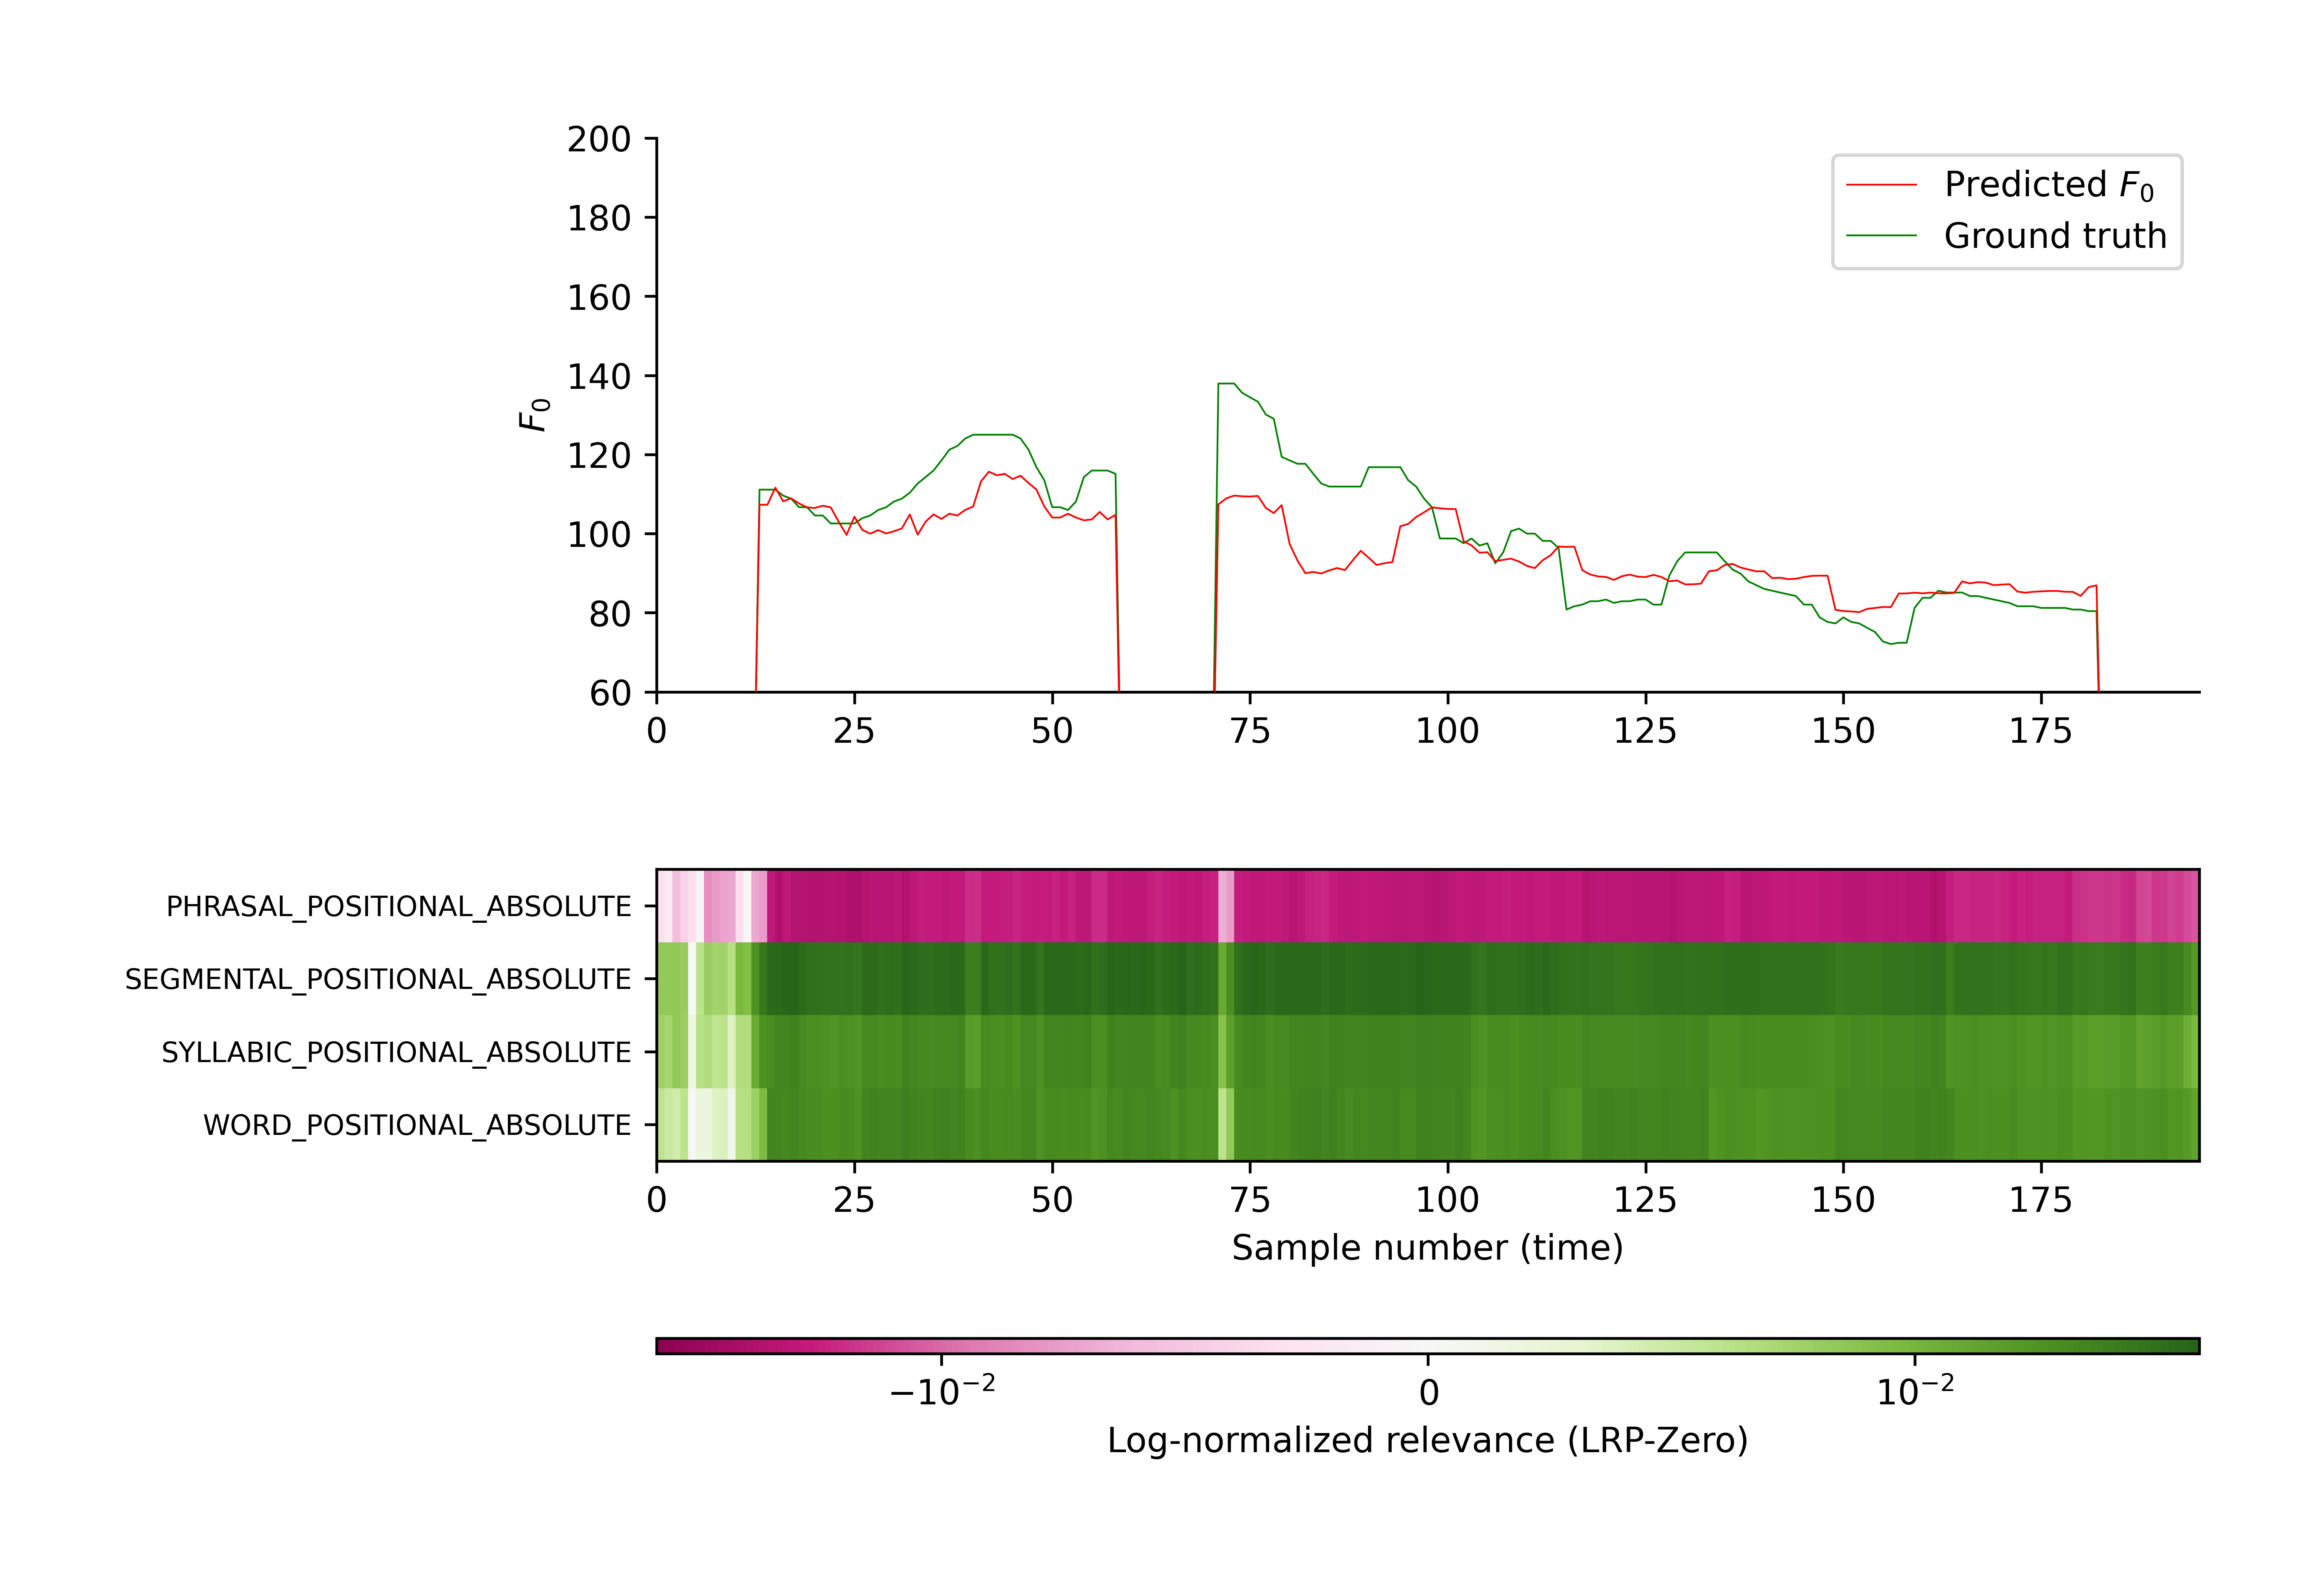 200
180
160
140
120
100
80
60
F₀
Predicted F₀
Ground truth
0 25 50 75 100 125 150 175
PHRASAL_POSITIONAL_ABSOLUTE
SEGMENTAL_POSITIONAL_ABSOLUTE
SYLLABIC_POSITIONAL_ABSOLUTE
WORD_POSITIONAL_ABSOLUTE
0 25 50 75 100 125 150 175
Sample number (time)
−10⁻² 0 10⁻²
Log-normalized relevance (LRP-Zero)